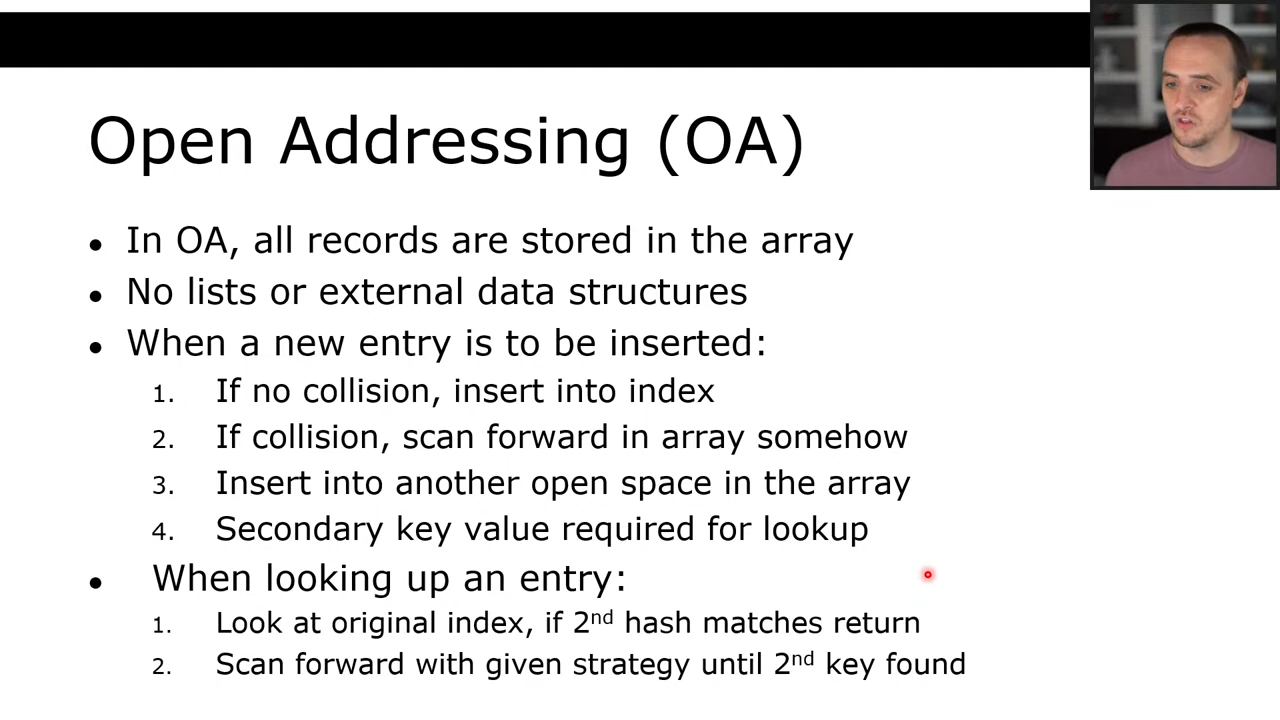 Open Addressing (OA)
● In OA, all records are stored in the array
● No lists or external data structures
● When a new entry is to be inserted:
1. If no collision, insert into index
2. If collision, scan forward in array somehow
3. Insert into another open space in the array
4. Secondary key value required for lookup
● When looking up an entry:
1. Look at original index, if 2nd hash matches return
2. Scan forward with given strategy until 2nd key found